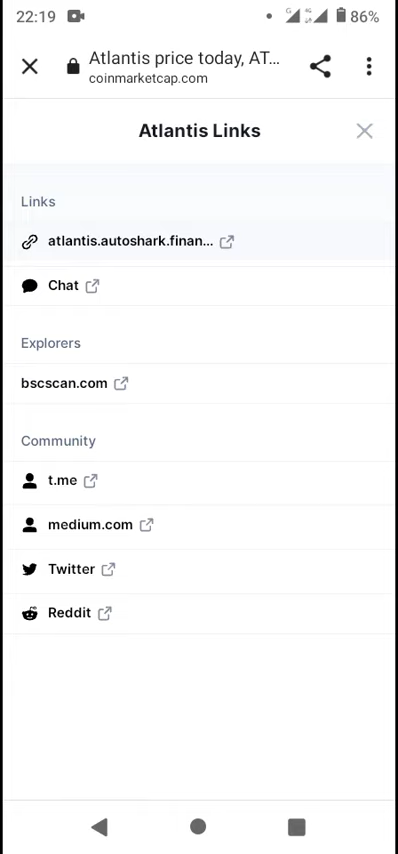 22:19 86%
Atlantis price today, AT...
coinmarketcap.com
Atlantis Links
Links
atlantis.autoshark.finan...
Chat
Explorers
bscscan.com
Community
t.me
medium.com
Twitter
Reddit